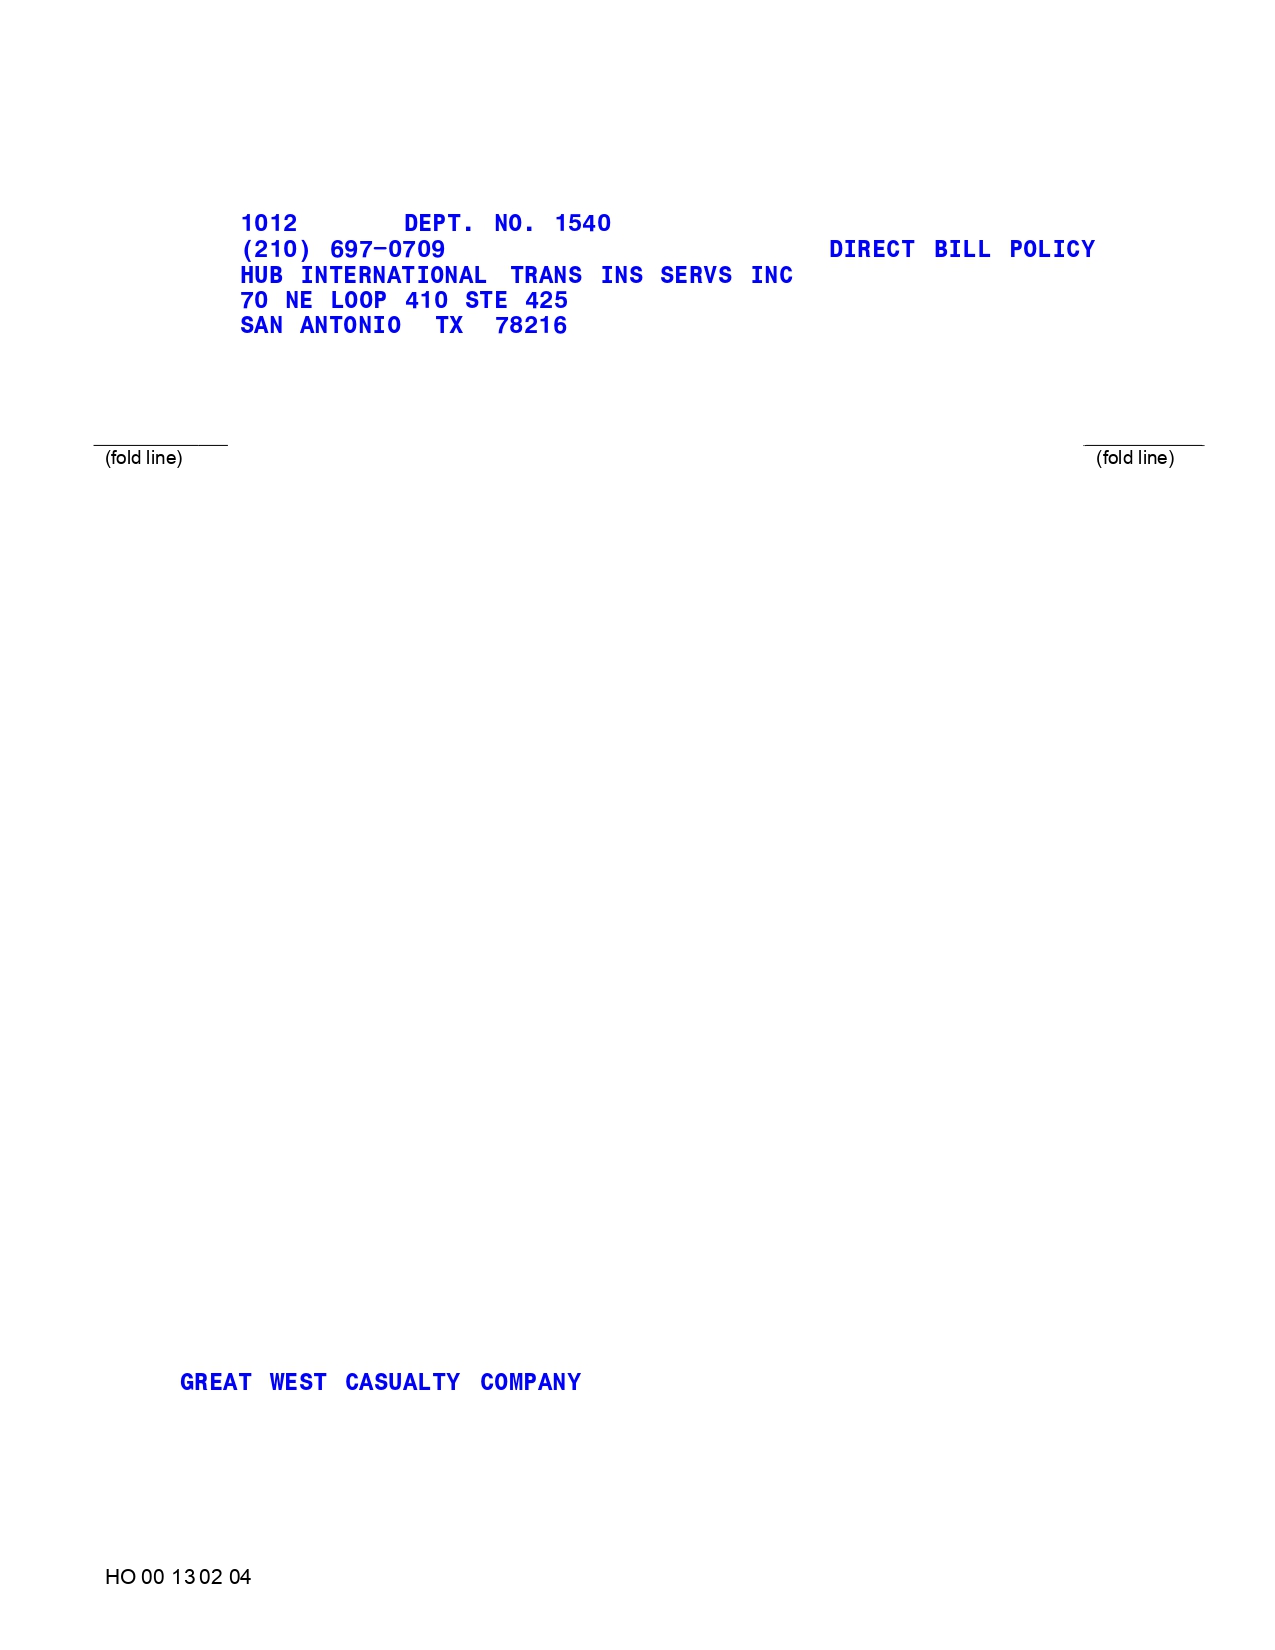 1012 DEPT. NO. 1540
(210) 697-0709 DIRECT BILL POLICY
HUB INTERNATIONAL TRANS INS SERVS INC
70 NE LOOP 410 STE 425
SAN ANTONIO TX 78216
(fold line) (fold line)
GREAT WEST CASUALTY COMPANY
HO 00 13 02 04